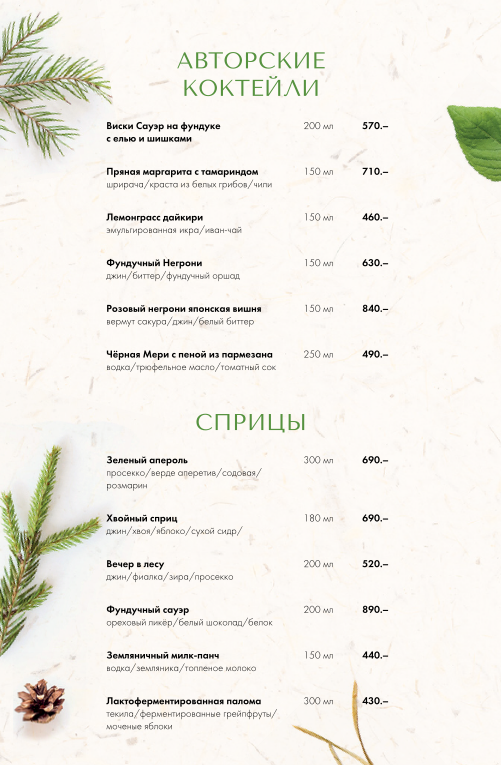 АВТОРСКИЕ
КОКТЕЙЛИ
Виски Сауэр на фундуке 200 мл 570.–
с елью и шишками
Пряная маргарита с тамариндом 150 мл 710.–
шрирача/краста из белых грибов/чили
Лемонграсс дайкири 150 мл 460.–
эмульгированная икра/иван-чай
Фундучный Негрони 150 мл 630.–
джин/биттер/фундучный оршад
Розовый негрони японская вишня 150 мл 840.–
вермут сакура/джин/белый биттер
Чёрная Мери с пеной из пармезана 250 мл 490.–
водка/трюфельное масло/томатный сок
СПРИЦЫ
Зеленый апероль 300 мл 690.–
просекко/верде аперетив/содовая/
розмарин
Хвойный сприц 180 мл 690.–
джин/хвоя/яблоко/сухой сидр/
Вечер в лесу 200 мл 520.–
джин/фиалка/зира/просекко
Фундучный сауэр 200 мл 890.–
ореховый ликёр/белый шоколад/белок
Земляничный милк-панч 150 мл 440.–
водка/земляника/топленое молоко
Лактоферментированная палома 300 мл 430.–
текила/ферментированные грейпфруты/
моченые яблоки